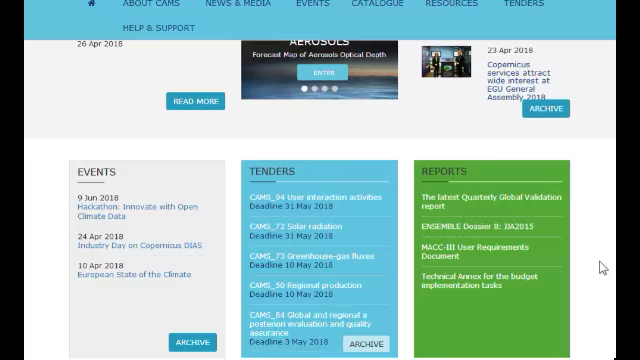 ABOUT CAMS NEWS & MEDIA EVENTS CATALOGUE RESOURCES TENDERS
HELP & SUPPORT
26 Apr 2018
READ MORE
AEROSOLS
Forecast Map of Aerosols Optical Depth
ENTER
23 Apr 2018
Copernicus
services attract
wide interest at
EGU General
Assembly 2018
ARCHIVE
EVENTS
9 Jun 2018
Hackathon: Innovate with Open
Climate Data
24 Apr 2018
Industry Day on Copernicus DIAS
10 Apr 2018
European State of the Climate
ARCHIVE
TENDERS
CAMS_94 User interaction activities
Deadline 31 May 2018
CAMS_72 Solar radiation
Deadline 31 May 2018
CAMS_73 Greenhouse-gas fluxes
Deadline 10 May 2018
CAMS_50 Regional production
Deadline 10 May 2018
CAMS_84 Global and regional a
posteriori evaluation and quality
assurance
Deadline 3 May 2018
ARCHIVE
REPORTS
The latest Quarterly Global Validation
report
ENSEMBLE Dossier 8: JJA2015
MACC-III User Requirements
Document
Technical Annex for the budget
implementation tasks